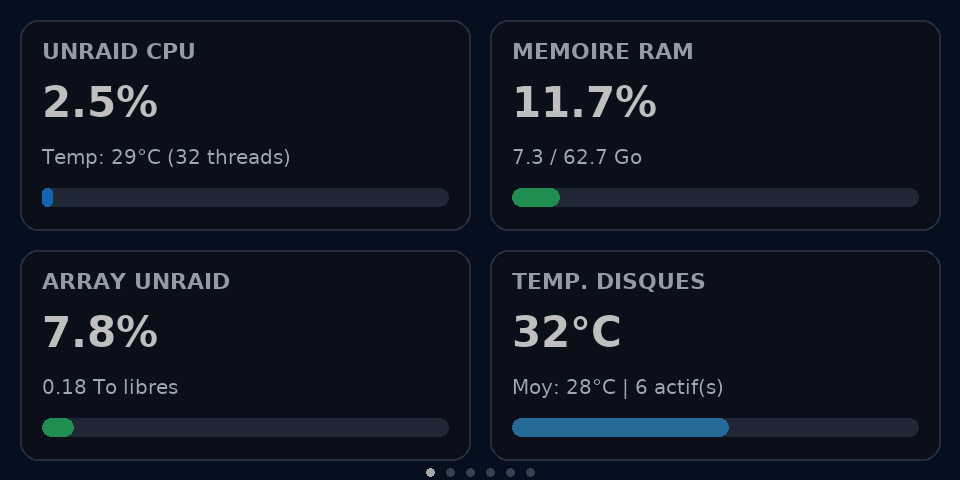 UNRAID CPU
2.5%
Temp: 29°C (32 threads)
MEMOIRE RAM
11.7%
7.3 / 62.7 Go
ARRAY UNRAID
7.8%
0.18 To libres
TEMP. DISQUES
32°C
Moy: 28°C | 6 actif(s)